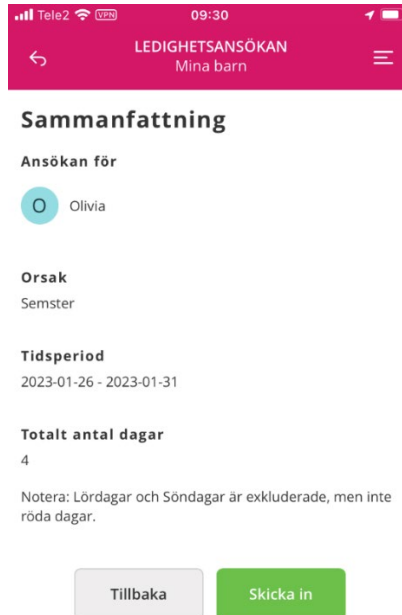 Tele2 VPN 09:30
LEDIGHETSANSÖKAN
Mina barn
Sammanfattning
Ansökan för
O Olivia
Orsak
Semster
Tidsperiod
2023-01-26 - 2023-01-31
Totalt antal dagar
4
Notera: Lördagar och Söndagar är exkluderade, men inte
röda dagar.
Tillbaka Skicka in